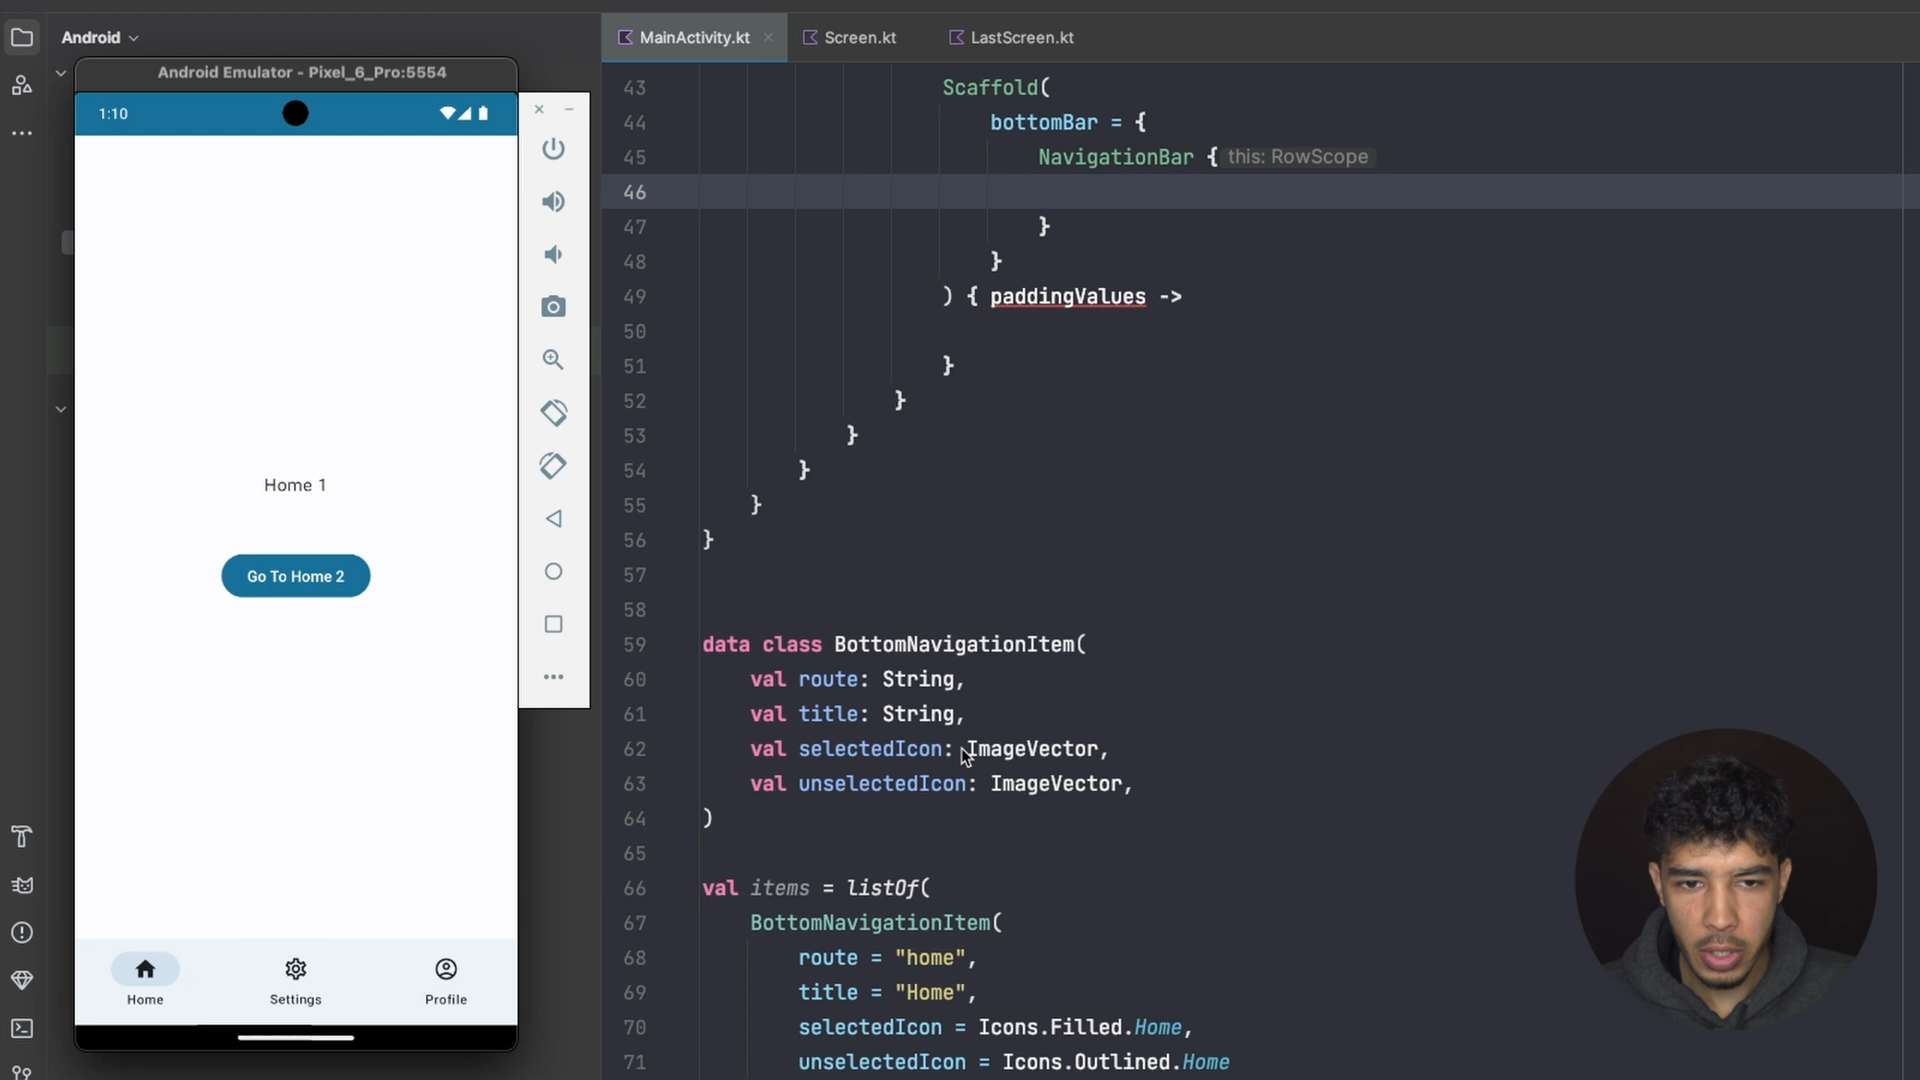 Android
MainActivity.kt
Screen.kt
LastScreen.kt
Android Emulator - Pixel_6_Pro:5554
1:10
Home 1
Go To Home 2
Home
Settings
Profile
43 Scaffold(
44 bottomBar = {
45 NavigationBar { this: RowScope
46
47 }
48 }
49 ) { paddingValues ->
50
51 }
52 }
53 }
54 }
55 }
56 }
57
58
59 data class BottomNavigationItem(
60 val route: String,
61 val title: String,
62 val selectedIcon: ImageVector,
63 val unselectedIcon: ImageVector,
64 )
65
66 val items = listOf(
67 BottomNavigationItem(
68 route = "home",
69 title = "Home",
70 selectedIcon = Icons.Filled.Home,
71 unselectedIcon = Icons.Outlined.Home